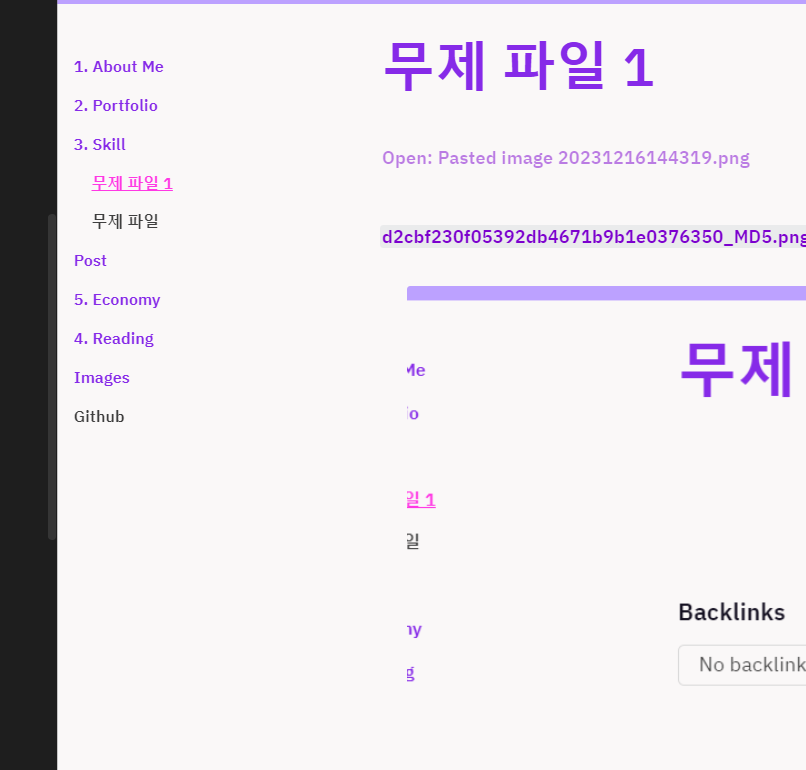 1. About Me
2. Portfolio
3. Skill
무제 파일 1
무제 파일
Post
5. Economy
4. Reading
Images
Github
무제 파일 1
Open: Pasted image 20231216144319.png
d2cbf230f05392db4671b9b1e0376350_MD5.png
Me
io
일 1
일
ny
g
무제
Backlinks
No backlink